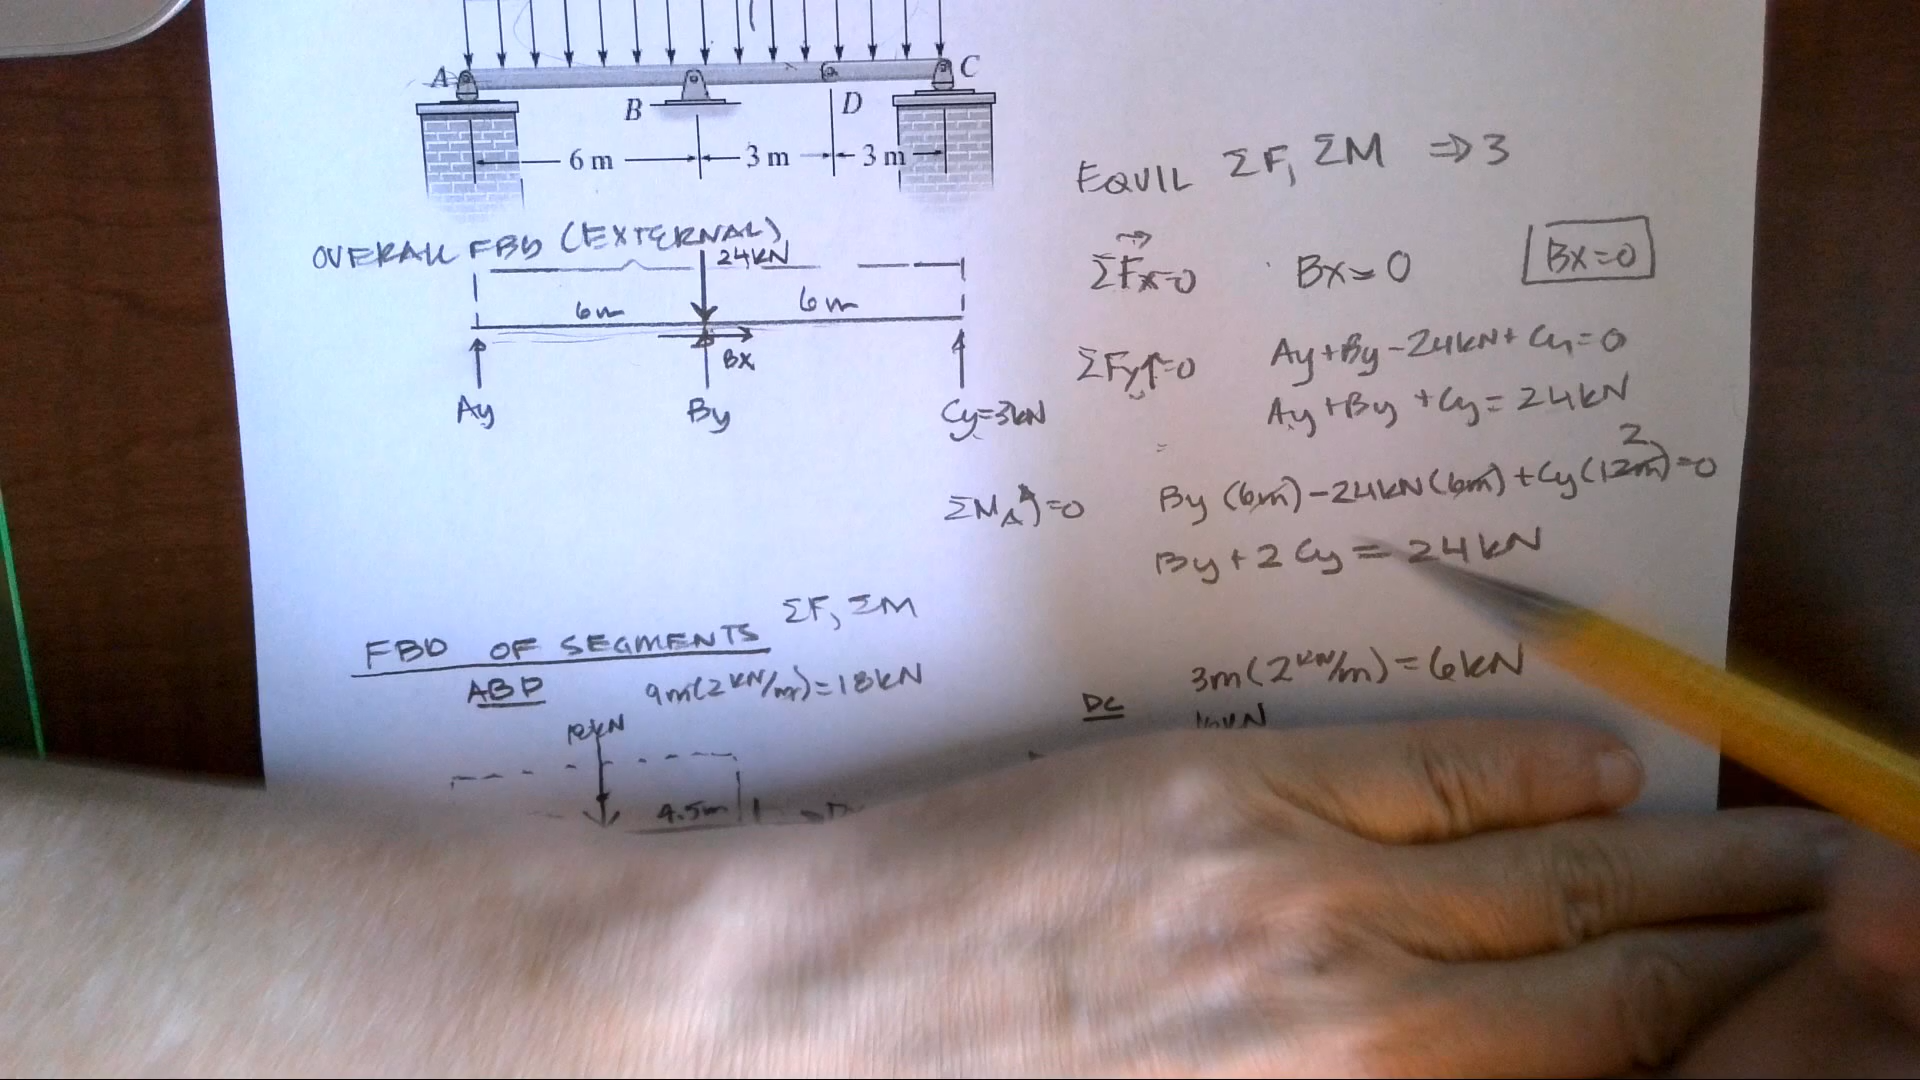 A
C
B
D
6 m
3 m
3 m
EQUIL ΣF, ΣM ⇒ 3
OVERALL FBD (EXTERNAL)
24KN
6m
6m
Bx
Ay
By
Cy=3kN
ΣFx=0 Bx=0 Bx=0
ΣFy↑=0 Ay+By-24kN+Cy=0
Ay+By+Cy=24kN
2
ΣMA=0 By(6m)-24kN(6m)+Cy(12m)=0
By+2Cy=24kN
FBD OF SEGMENTS ΣF, ΣM
ABD 9m(2kN/m)=18kN
18kN
4.5m
DC 3m(2kN/m)=6kN